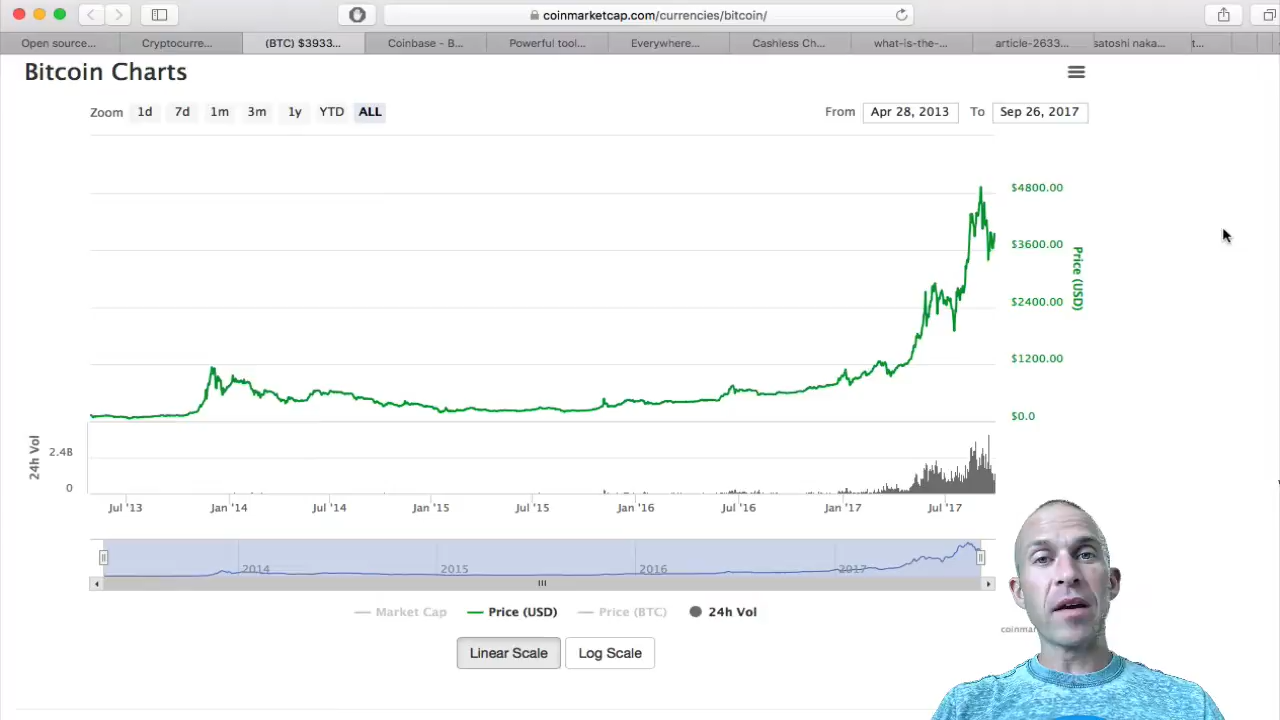 coinmarketcap.com/currencies/bitcoin/
Open source... Cryptocurre... (BTC) $3933... Coinbase - B... Powerful tool... Everywhere... Cashless Ch... what-is-the-... article-2633... satoshi naka... t...
Bitcoin Charts
Zoom 1d 7d 1m 3m 1y YTD ALL From Apr 28, 2013 To Sep 26, 2017
$4800.00
$3600.00
$2400.00
$1200.00
$0.0
Price (USD)
24h Vol
2.4B
0
Jul '13 Jan '14 Jul '14 Jan '15 Jul '15 Jan '16 Jul '16 Jan '17 Jul '17
2014 2015 2016 2017
Market Cap Price (USD) Price (BTC) 24h Vol
coinmar
Linear Scale Log Scale